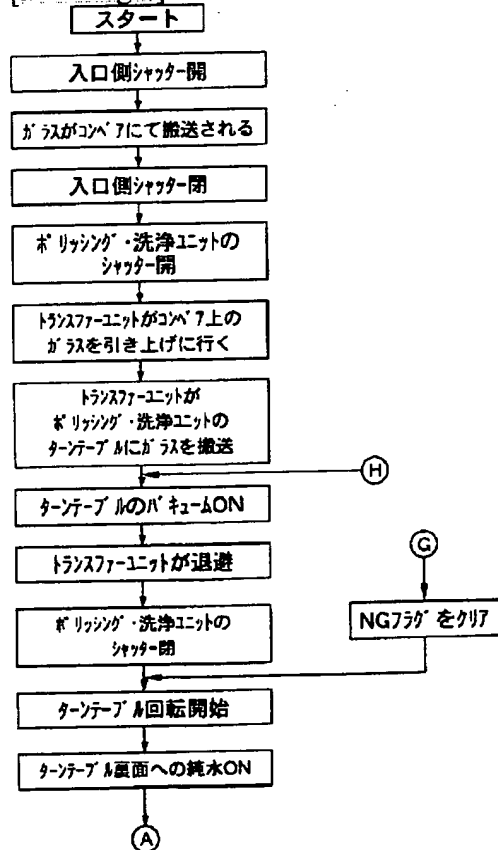 スタート
入口側シャッター開
ガラスがコンベアにて搬送される
入口側シャッター閉
ポリッシング・洗浄ユニットの
シャッター開
トランスファーユニットがコンベア上の
ガラスを引き上げに行く
トランスファーユニットが
ポリッシング・洗浄ユニットの
ターンテーブルにガラスを搬送
H
ターンテーブルのバキュームON
トランスファーユニットが退避
G
ポリッシング・洗浄ユニットの
シャッター閉
NGフラグをクリア
ターンテーブル回転開始
ターンテーブル裏面への純水ON
A